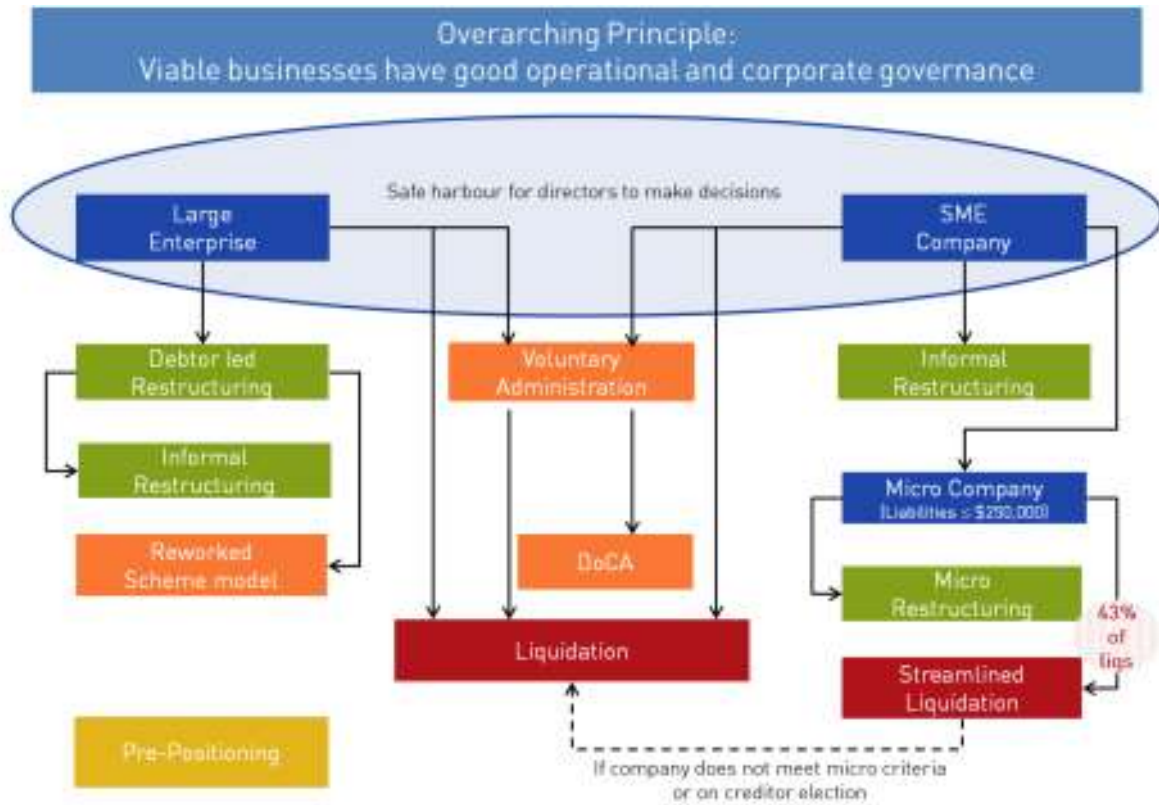 Overarching Principle:
Viable businesses have good operational and corporate governance
Safe harbour for directors to make decisions
Large
Enterprise
SME
Company
Debtor led
Restructuring
Voluntary
Administration
Informal
Restructuring
Informal
Restructuring
Micro Company
(Liabilities ≤ $250,000)
Reworked
Scheme model
DoCA
Micro
Restructuring
43%
of
liqs
Liquidation
Streamlined
Liquidation
Pre-Positioning
If company does not meet micro criteria
or on creditor election